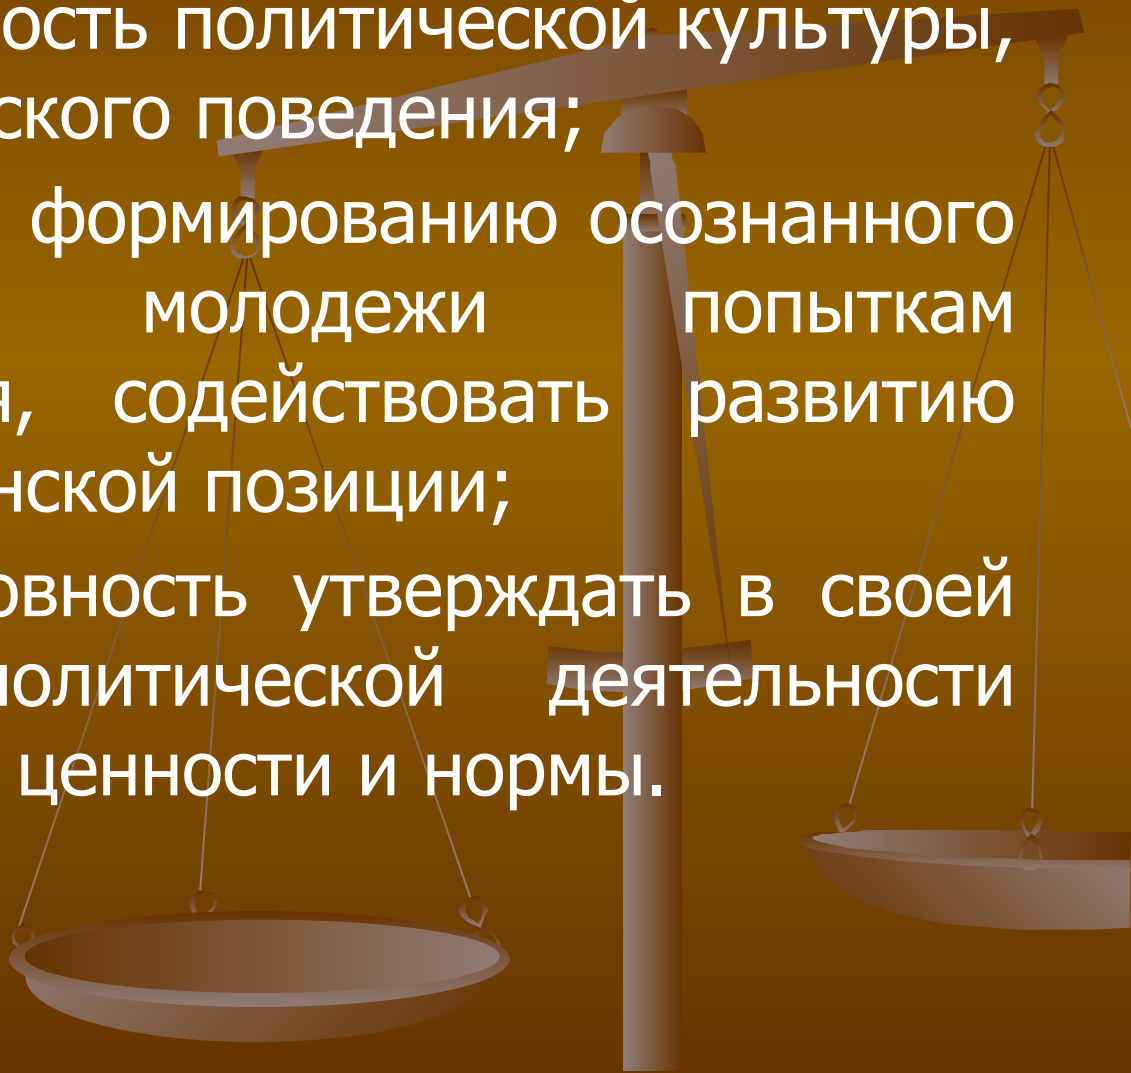 ость политической культуры,
ского поведения;
формированию осознанного
молодежи попыткам
я, содействовать развитию
нской позиции;
овность утверждать в своей
политической деятельности
ценности и нормы.